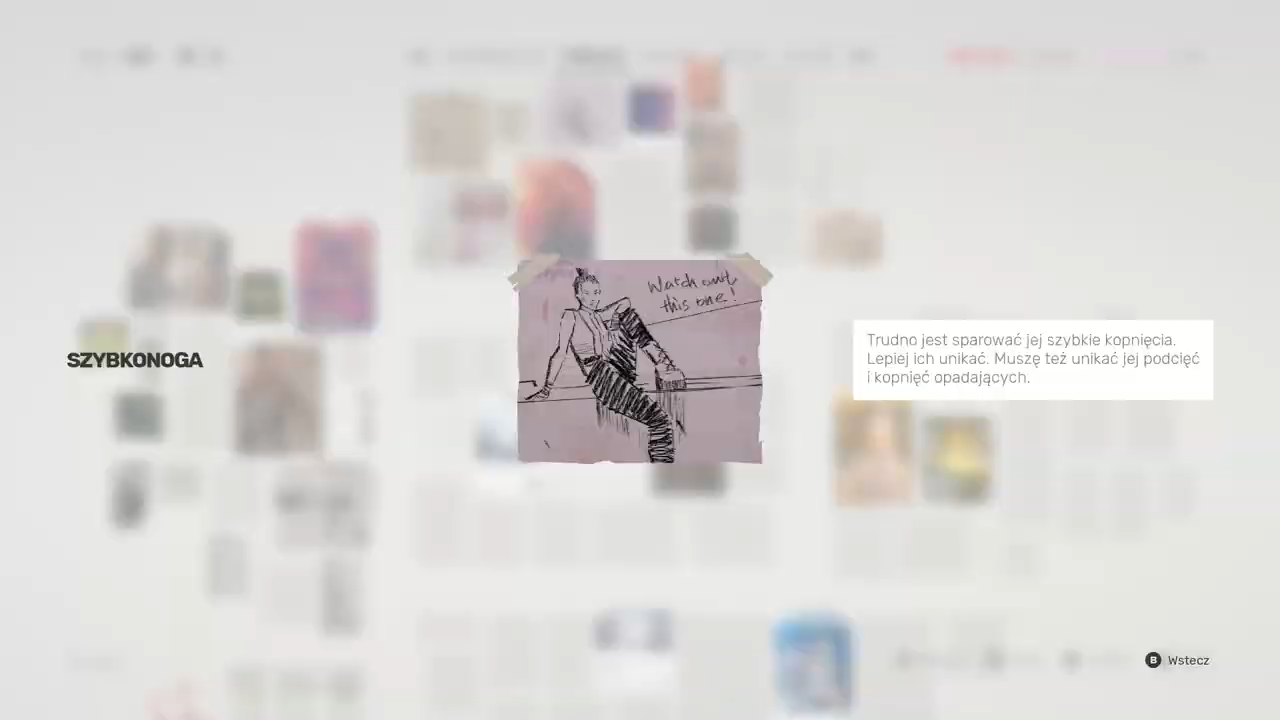 Watch out,
this one!
SZYBKONOGA
Trudno jest sparować jej szybkie kopnięcia.
Lepiej ich unikać. Muszę też unikać jej podcięć
i kopnięć opadających.
B Wstecz